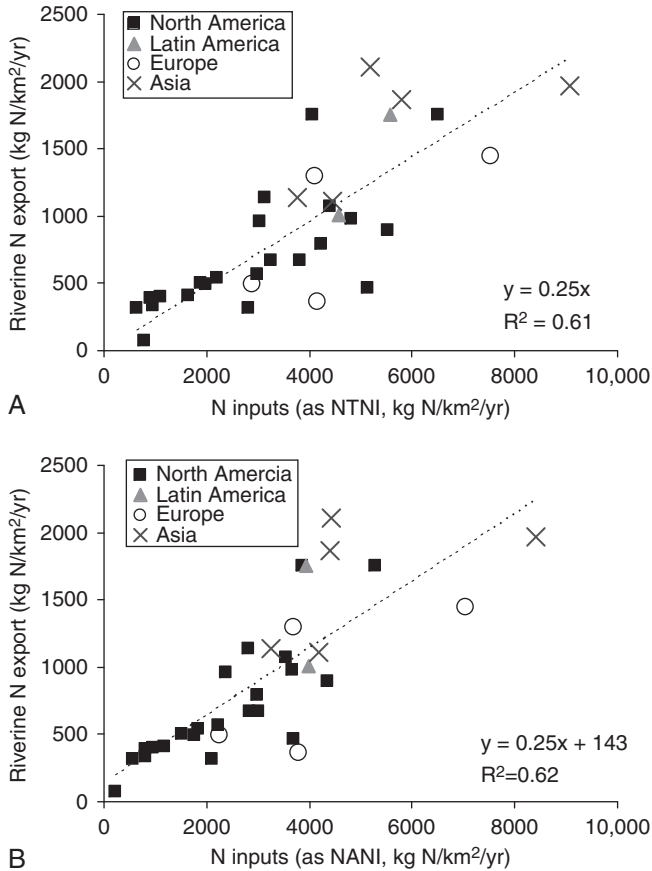 2500
2000
1500
1000
500
0
Riverine N export (kg N/km²/yr)
North America
Latin America
Europe
Asia
y = 0.25x
R² = 0.61
0 2000 4000 6000 8000 10,000
A
N inputs (as NTNI, kg N/km²/yr)
2500
2000
1500
1000
500
0
Riverine N export (kg N/km²/yr)
North Amercia
Latin America
Europe
Asia
y = 0.25x + 143
R²=0.62
0 2000 4000 6000 8000 10,000
B
N inputs (as NANI, kg N/km²/yr)